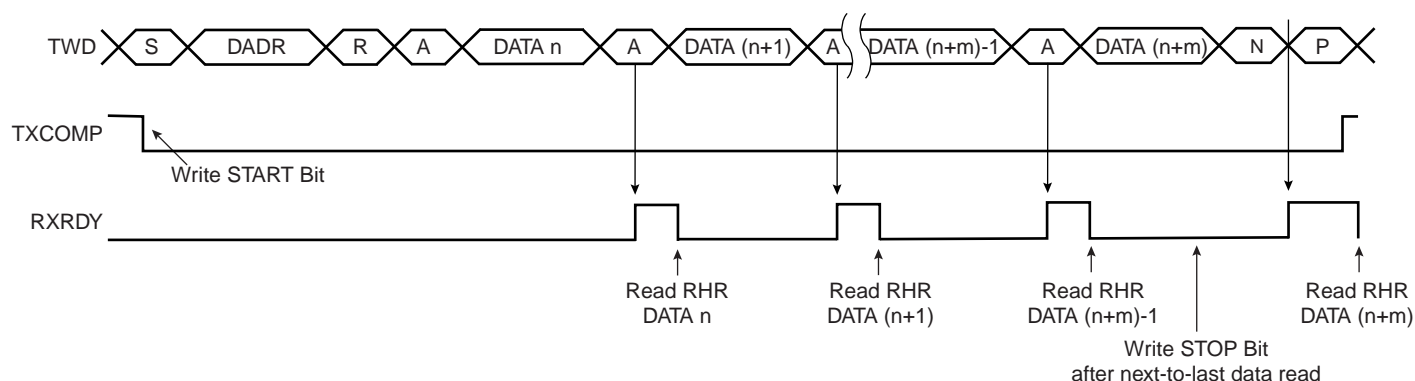 TWD S DADR R A DATA n A DATA (n+1) A DATA (n+m)-1 A DATA (n+m) N P
TXCOMP
Write START Bit
RXRDY
Read RHR Read RHR Read RHR Read RHR
DATA n DATA (n+1) DATA (n+m)-1 DATA (n+m)
Write STOP Bit
after next-to-last data read